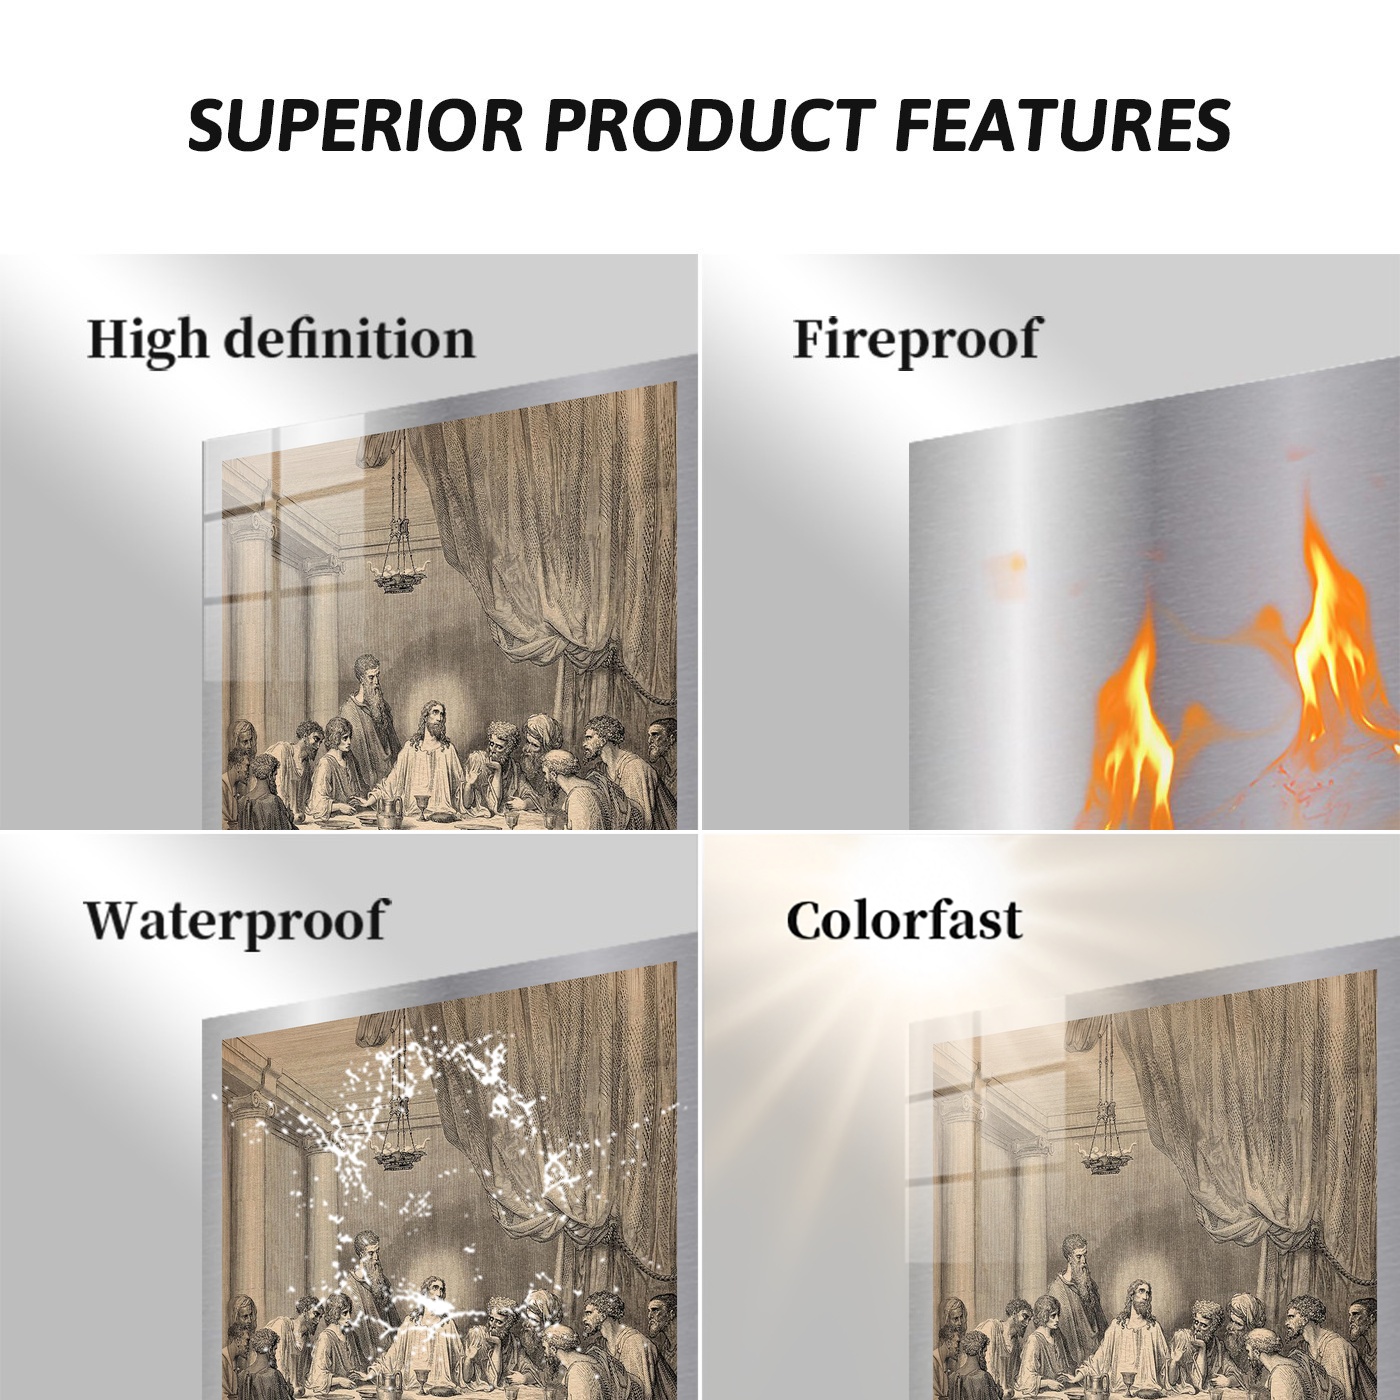 SUPERIOR PRODUCT FEATURES
High definition
Fireproof
Waterproof
Colorfast